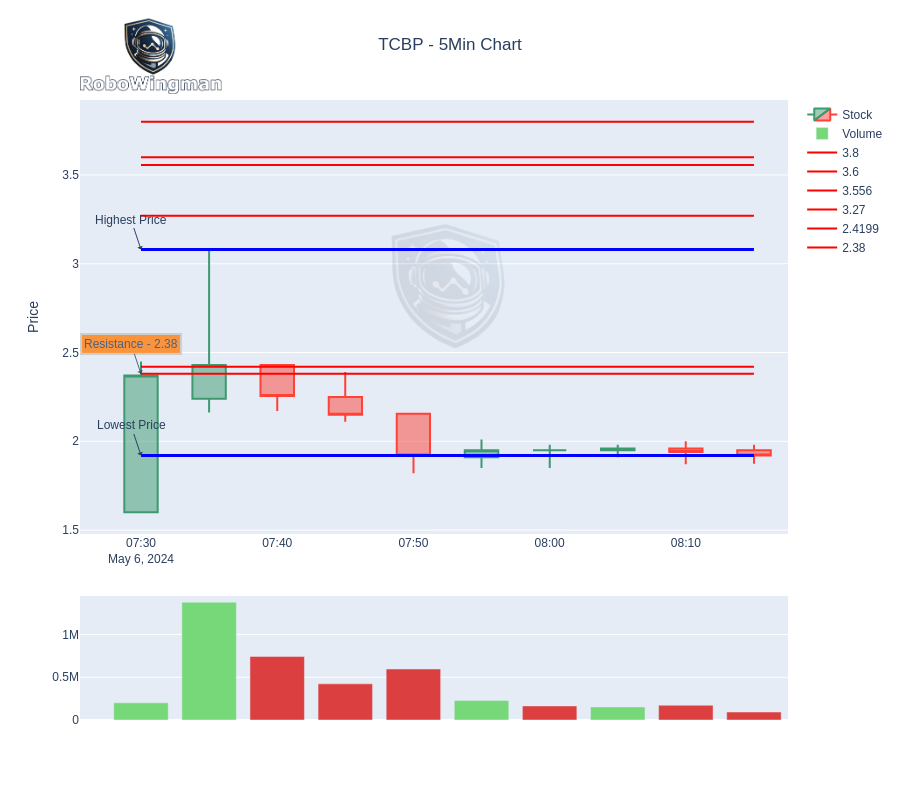 RoboWingman
TCBP - 5Min Chart
Stock
Volume
3.8
3.6
3.556
3.27
2.4199
2.38
Price
3.5
3
2.5
2
1.5
Highest Price
Resistance - 2.38
Lowest Price
07:30
07:40
07:50
08:00
08:10
May 6, 2024
1M
0.5M
0